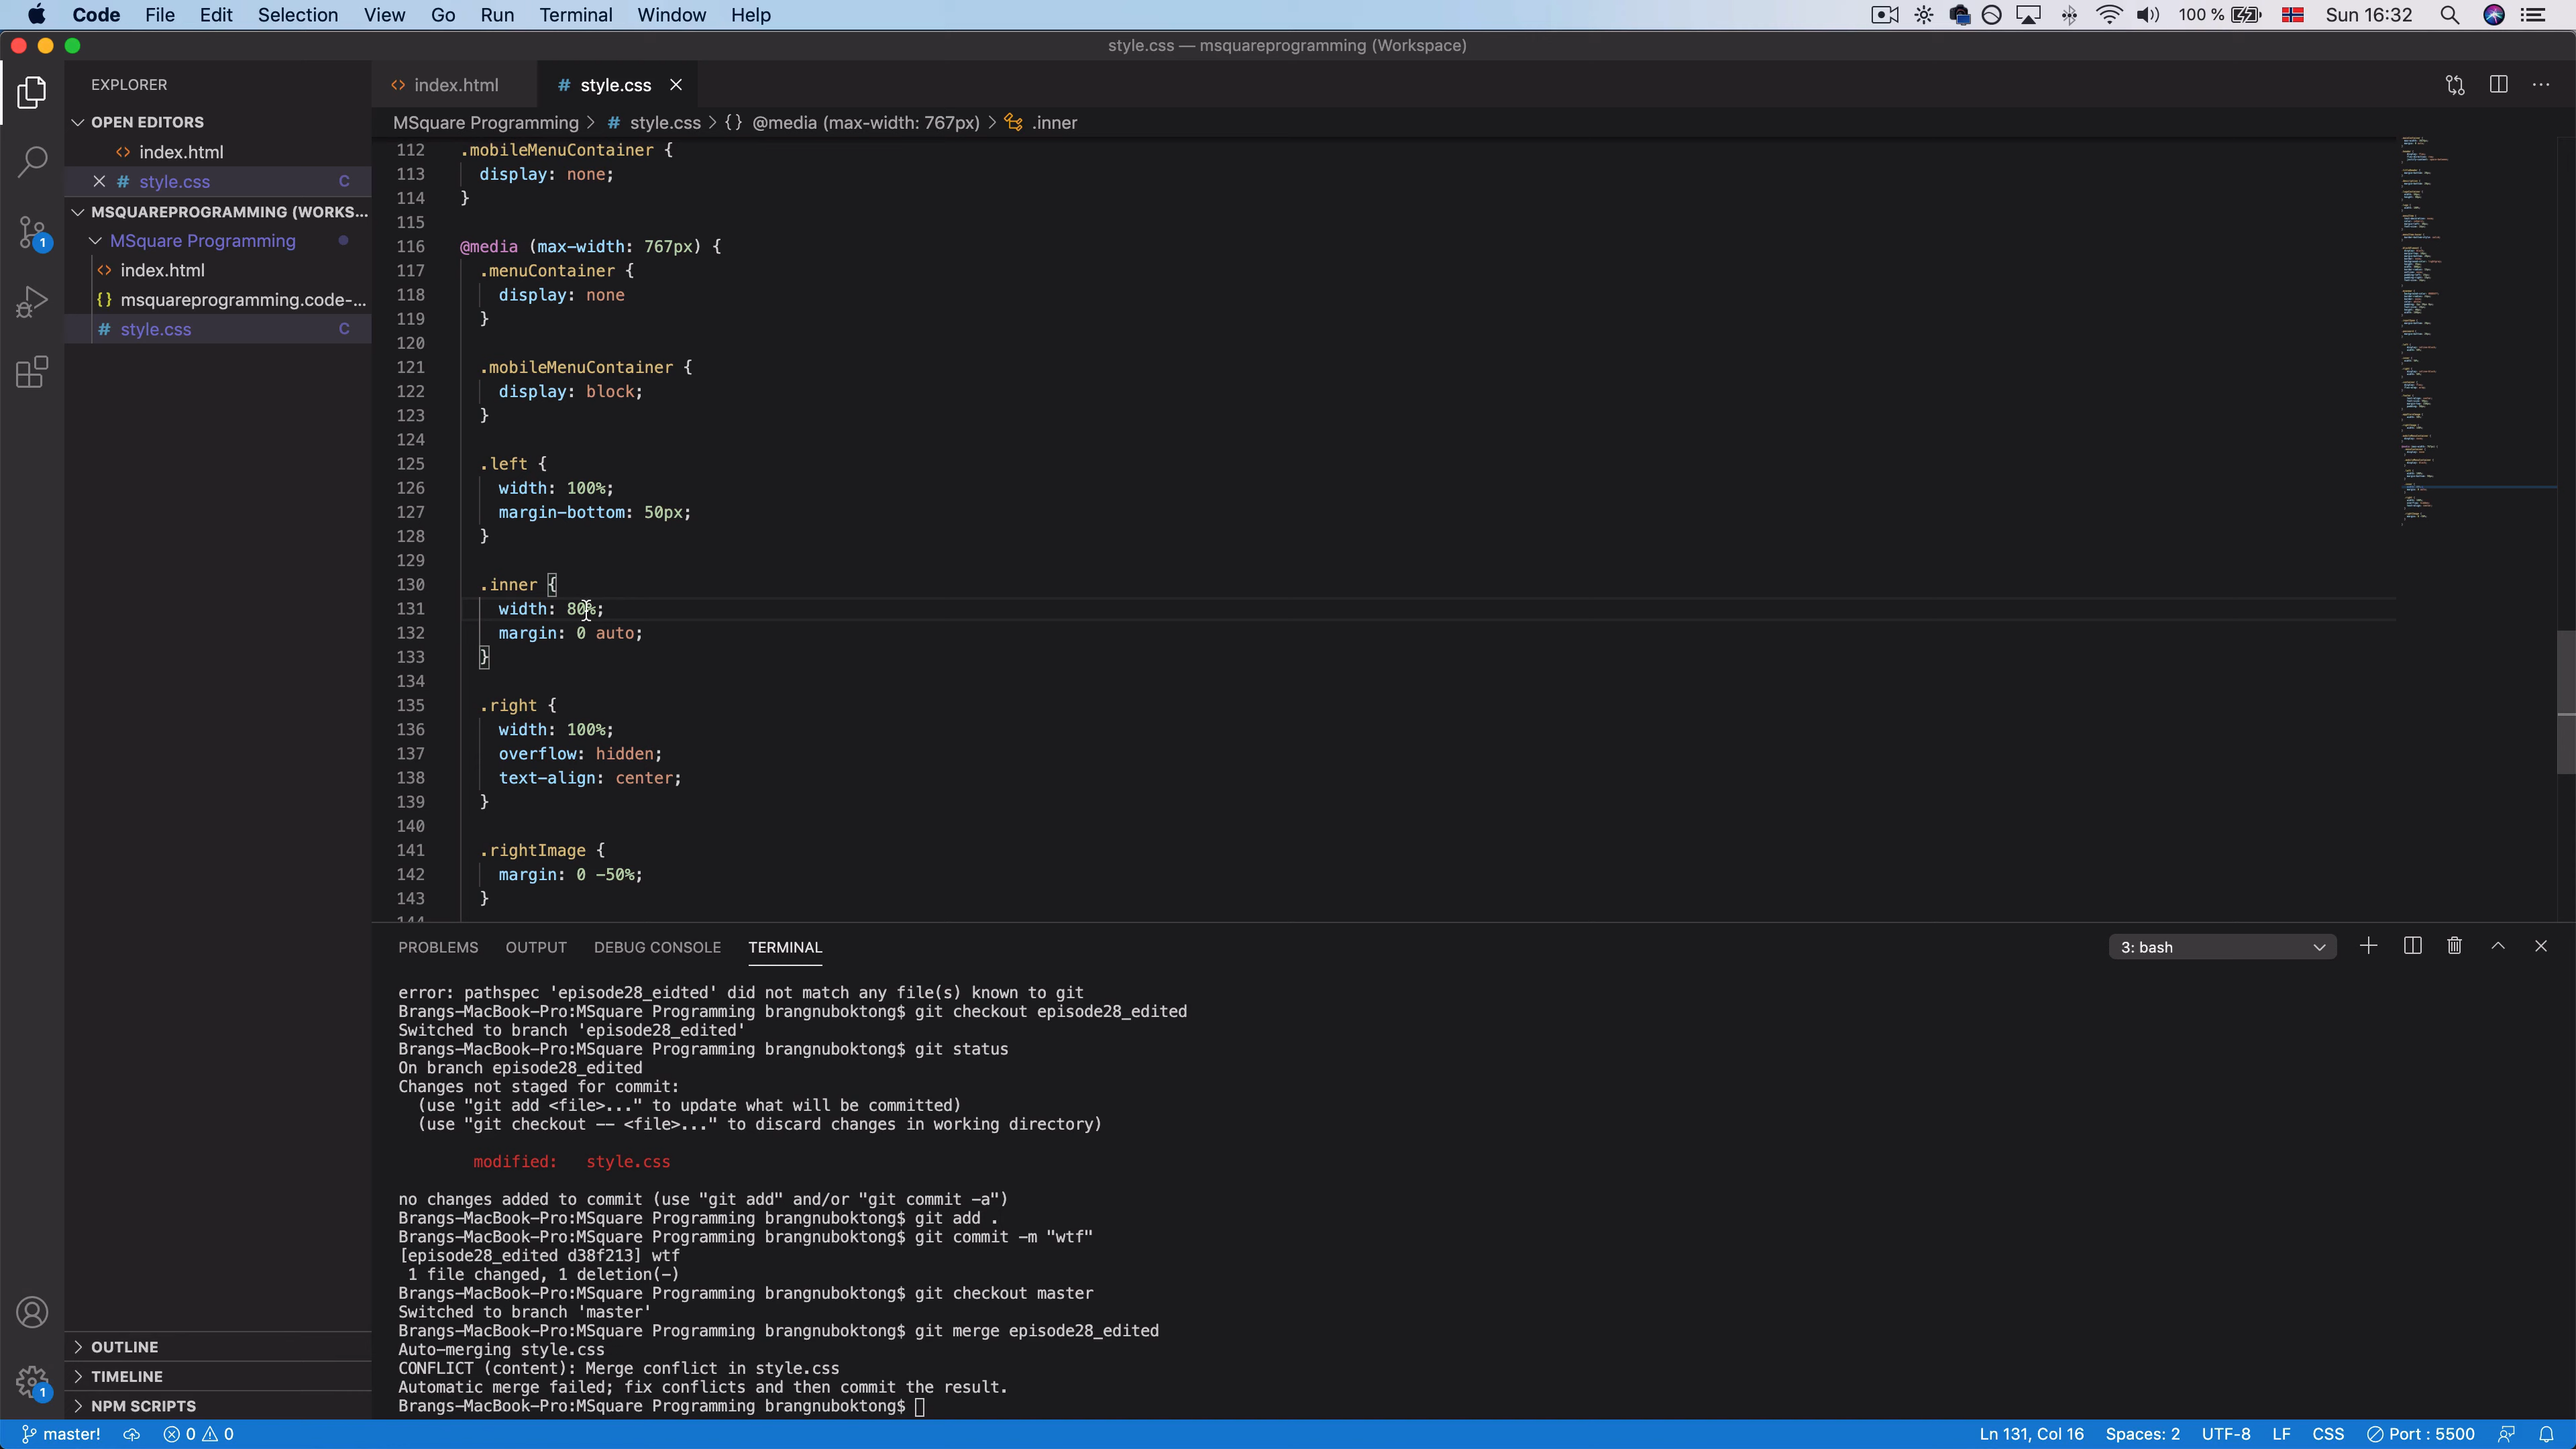 Code File Edit Selection View Go Run Terminal Window Help 100 % Sun 16:32
style.css — msquareprogramming (Workspace)
EXPLORER
OPEN EDITORS
index.html
style.css C
MSQUAREPROGRAMMING (WORKS...
MSquare Programming
index.html
msquareprogramming.code-...
style.css C
OUTLINE
TIMELINE
NPM SCRIPTS
1
1
index.html # style.css
MSquare Programming > # style.css > {} @media (max-width: 767px) > .inner
112 .mobileMenuContainer {
113 display: none;
114 }
115
116 @media (max-width: 767px) {
117 .menuContainer {
118 display: none
119 }
120
121 .mobileMenuContainer {
122 display: block;
123 }
124
125 .left {
126 width: 100%;
127 margin-bottom: 50px;
128 }
129
130 .inner {
131 width: 80%;
132 margin: 0 auto;
133 }
134
135 .right {
136 width: 100%;
137 overflow: hidden;
138 text-align: center;
139 }
140
141 .rightImage {
142 margin: 0 -50%;
143 }
144
PROBLEMS OUTPUT DEBUG CONSOLE TERMINAL 3: bash
error: pathspec 'episode28_eidted' did not match any file(s) known to git
Brangs-MacBook-Pro:MSquare Programming brangnuboktong$ git checkout episode28_edited
Switched to branch 'episode28_edited'
Brangs-MacBook-Pro:MSquare Programming brangnuboktong$ git status
On branch episode28_edited
Changes not staged for commit:
(use "git add <file>..." to update what will be committed)
(use "git checkout -- <file>..." to discard changes in working directory)
modified: style.css
no changes added to commit (use "git add" and/or "git commit -a")
Brangs-MacBook-Pro:MSquare Programming brangnuboktong$ git add .
Brangs-MacBook-Pro:MSquare Programming brangnuboktong$ git commit -m "wtf"
[episode28_edited d38f213] wtf
1 file changed, 1 deletion(-)
Brangs-MacBook-Pro:MSquare Programming brangnuboktong$ git checkout master
Switched to branch 'master'
Brangs-MacBook-Pro:MSquare Programming brangnuboktong$ git merge episode28_edited
Auto-merging style.css
CONFLICT (content): Merge conflict in style.css
Automatic merge failed; fix conflicts and then commit the result.
Brangs-MacBook-Pro:MSquare Programming brangnuboktong$
master! 0 0 Ln 131, Col 16 Spaces: 2 UTF-8 LF CSS Port : 5500